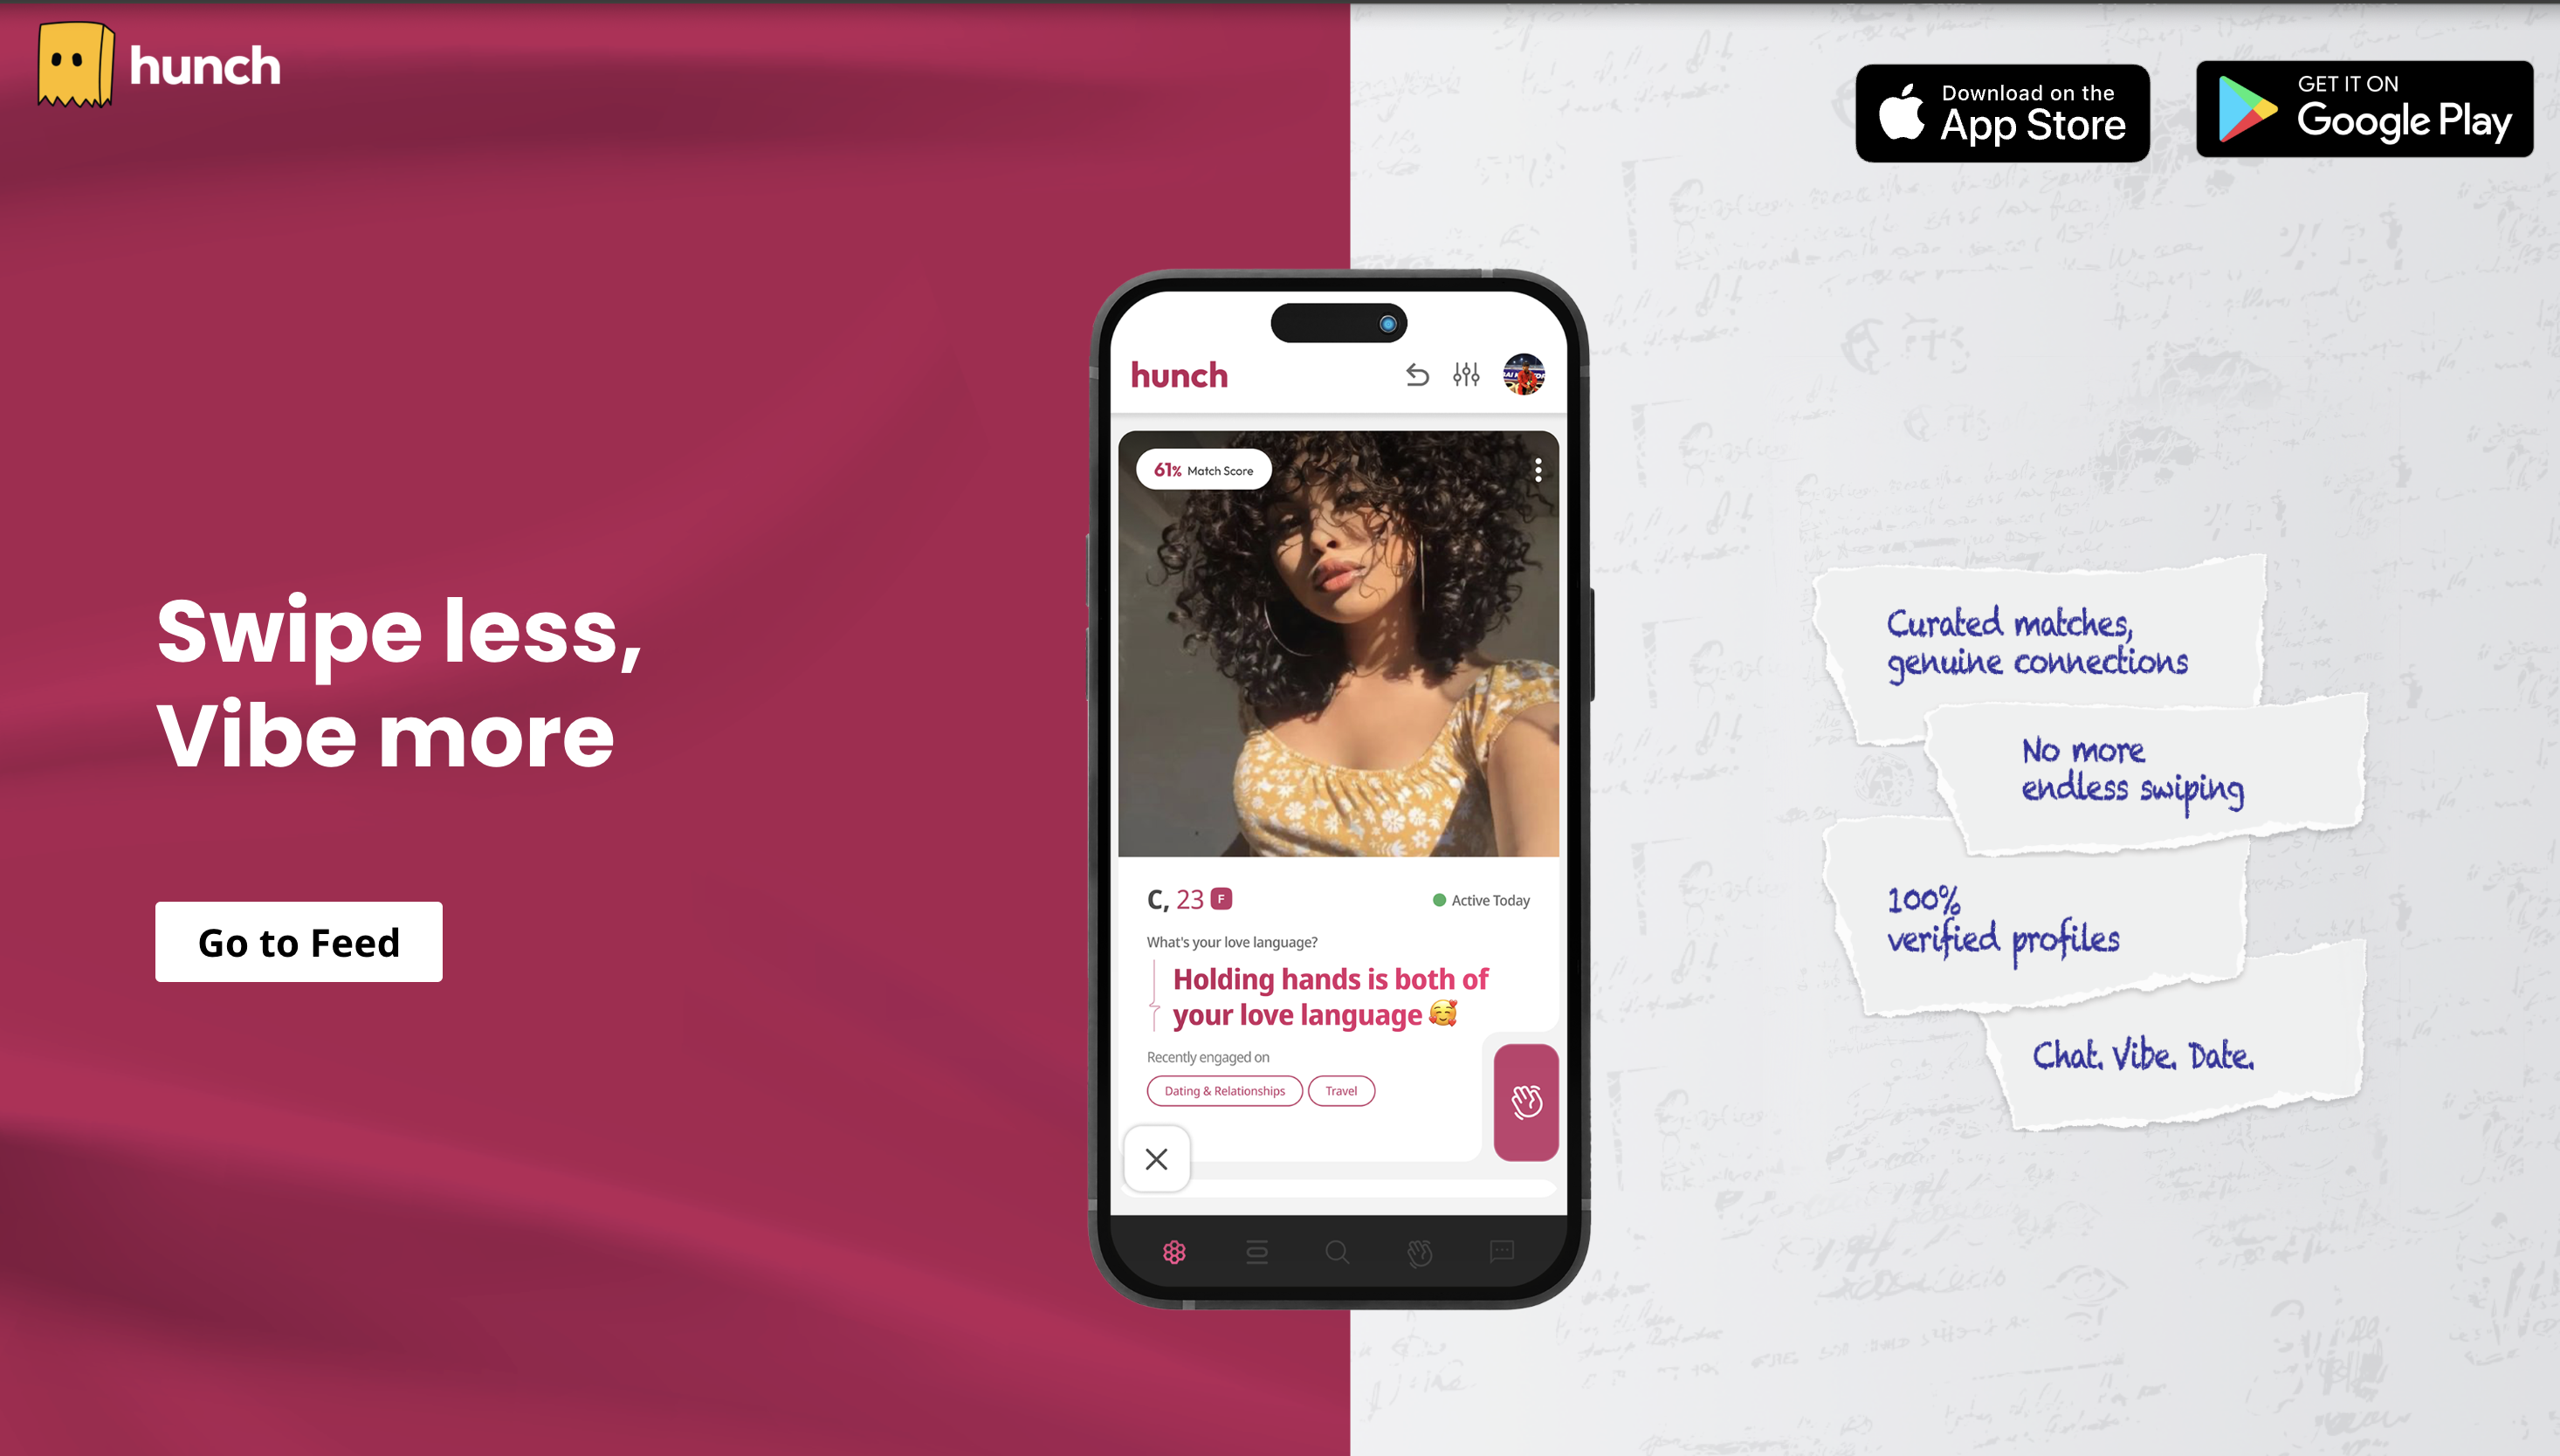 hunch
Download on the
App Store
GET IT ON
Google Play
Swipe less,
Vibe more
Go to Feed
hunch
61% Match Score
C, 23 F
Active Today
What's your love language?
Holding hands is both of
your love language 🥰
Recently engaged on
Dating & Relationships
Travel
Curated matches,
genuine connections
No more
endless swiping
100%
verified profiles
Chat. Vibe. Date.